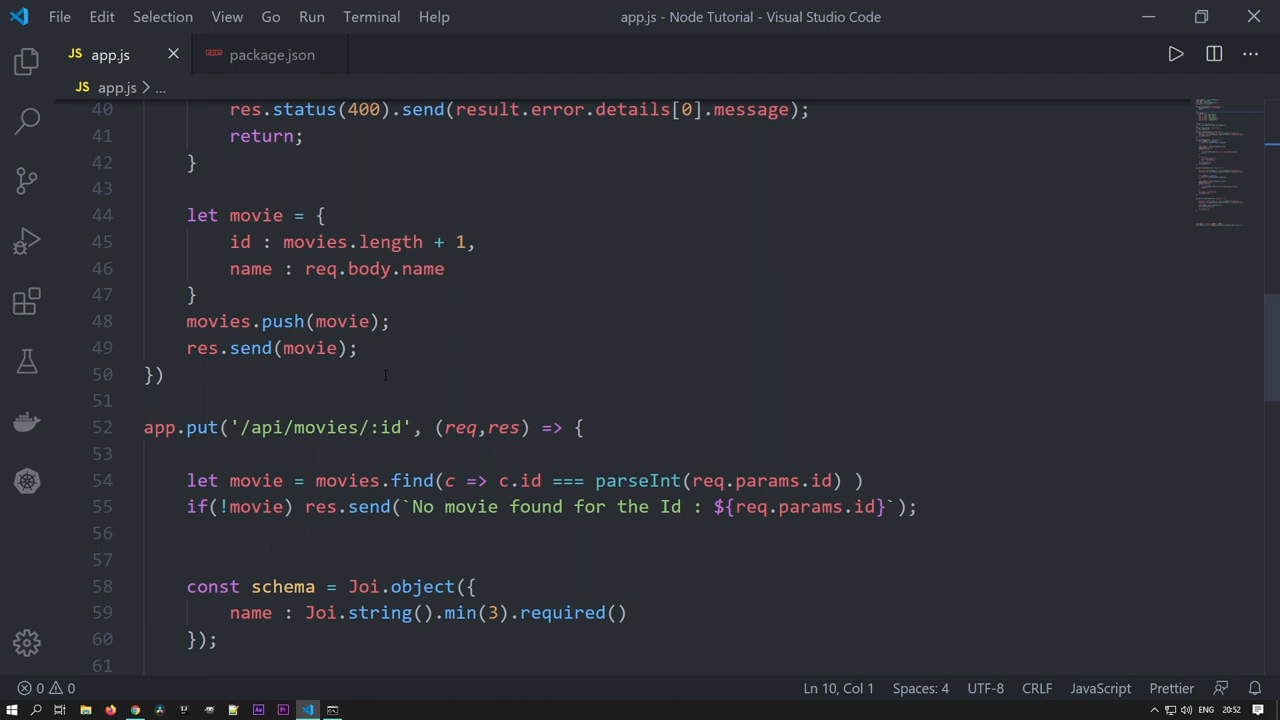 File Edit Selection View Go Run Terminal Help app.js - Node Tutorial - Visual Studio Code
JS app.js package.json
JS app.js > ...
40 res.status(400).send(result.error.details[0].message);
41 return;
42 }
43
44 let movie = {
45 id : movies.length + 1,
46 name : req.body.name
47 }
48 movies.push(movie);
49 res.send(movie);
50 })
51
52 app.put('/api/movies/:id', (req,res) => {
53
54 let movie = movies.find(c => c.id === parseInt(req.params.id) )
55 if(!movie) res.send(`No movie found for the Id : ${req.params.id}`);
56
57
58 const schema = Joi.object({
59 name : Joi.string().min(3).required()
60 });
61
0 0 Ln 10, Col 1 Spaces: 4 UTF-8 CRLF JavaScript Prettier
Ae Pr ENG 20:52